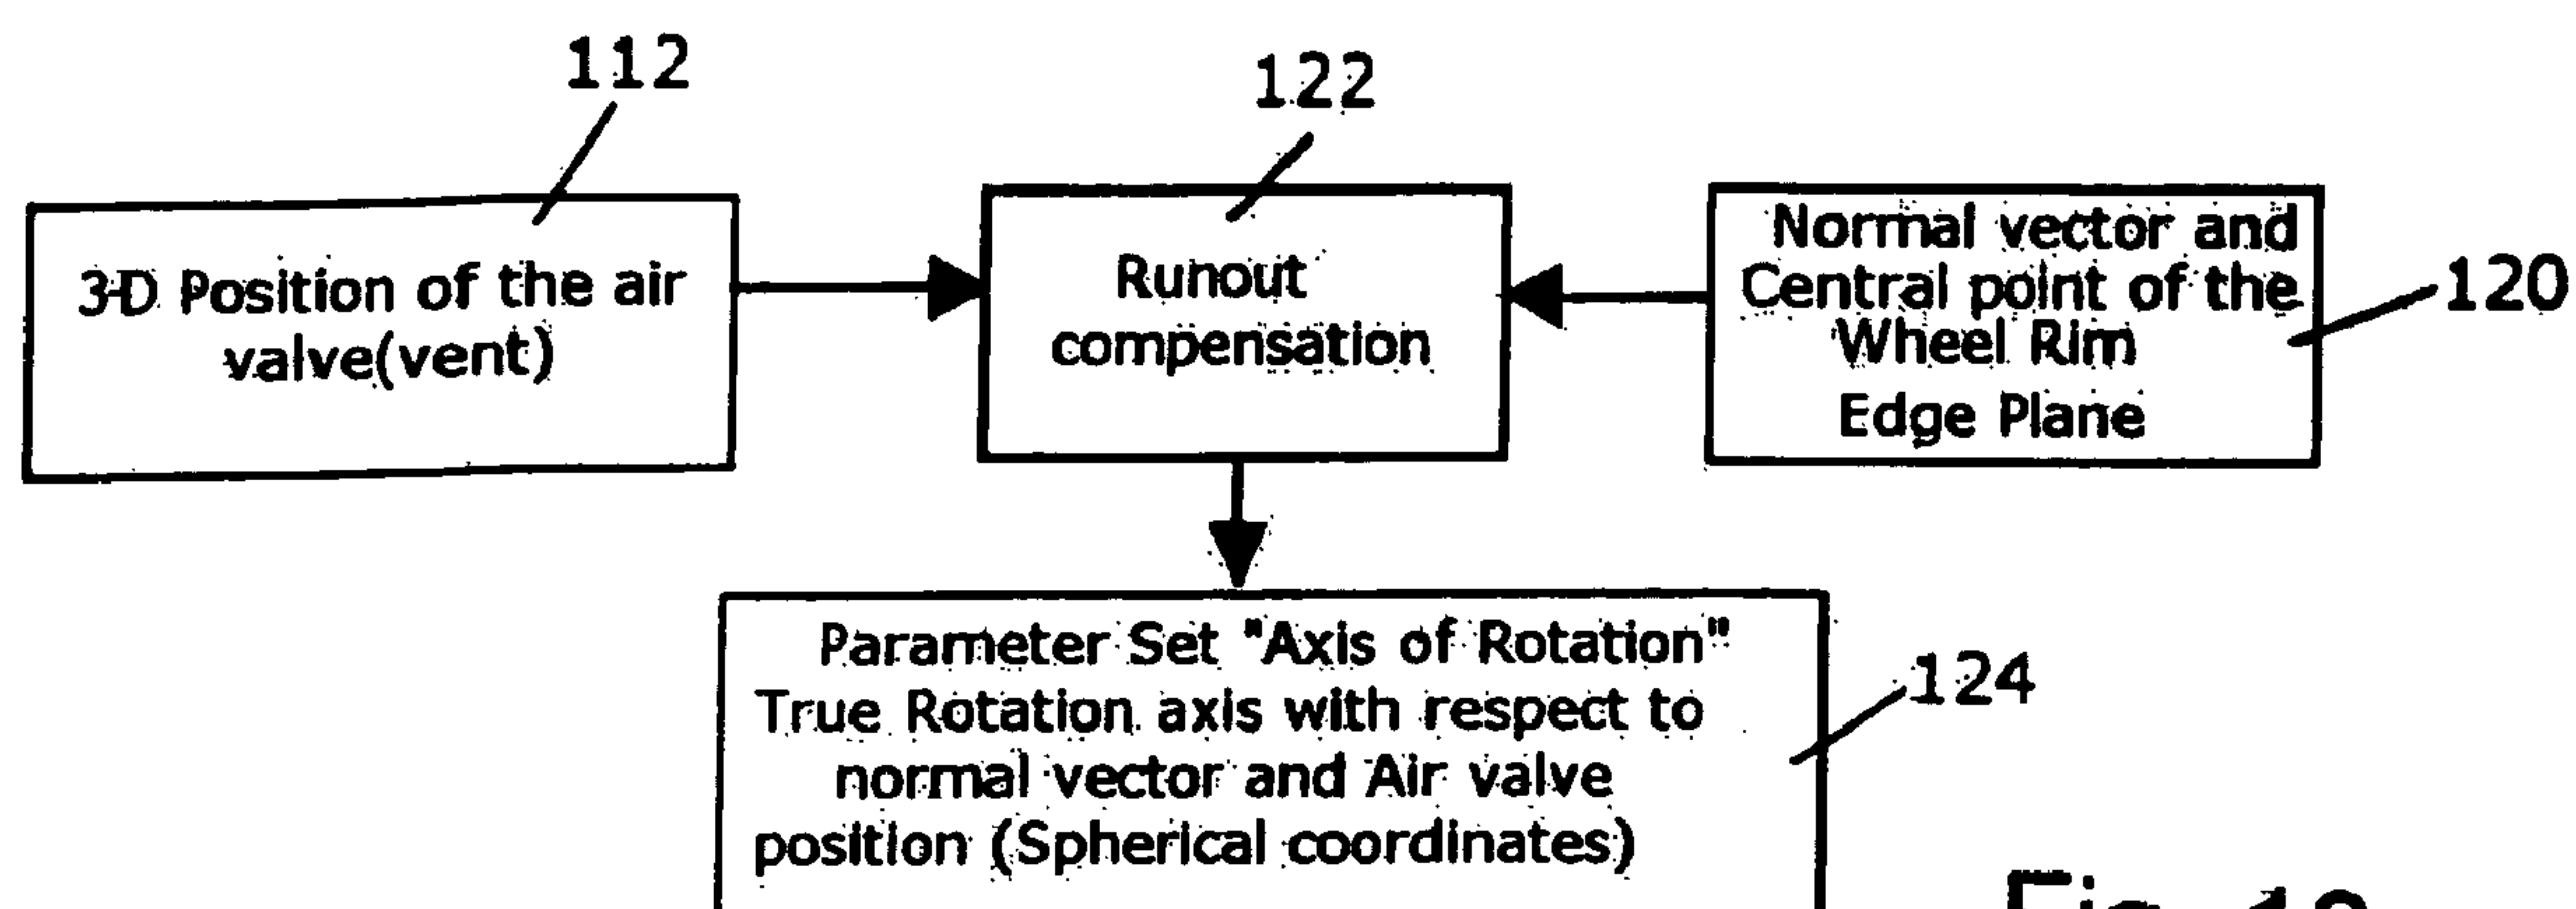 112
122
3-D Position of the air
valve(vent)
Runout
compensation
Normal vector and
Central point of the
Wheel Rim
Edge Plane
120
Parameter Set "Axis of Rotation"
True Rotation axis with respect to
normal vector and Air valve
position (Spherical coordinates)
124